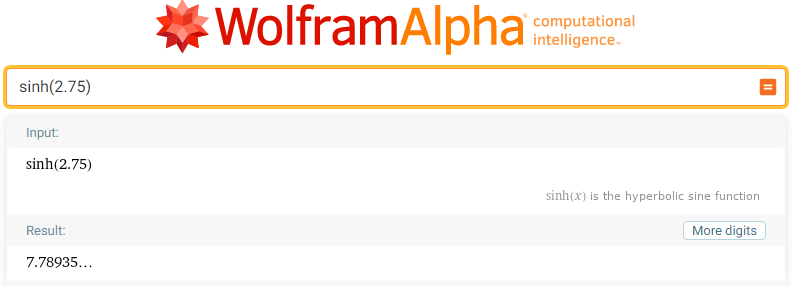 WolframAlpha® computational
intelligence™
sinh(2.75)
=
Input:
sinh(2.75)
sinh(x) is the hyperbolic sine function
Result:
More digits
7.78935…